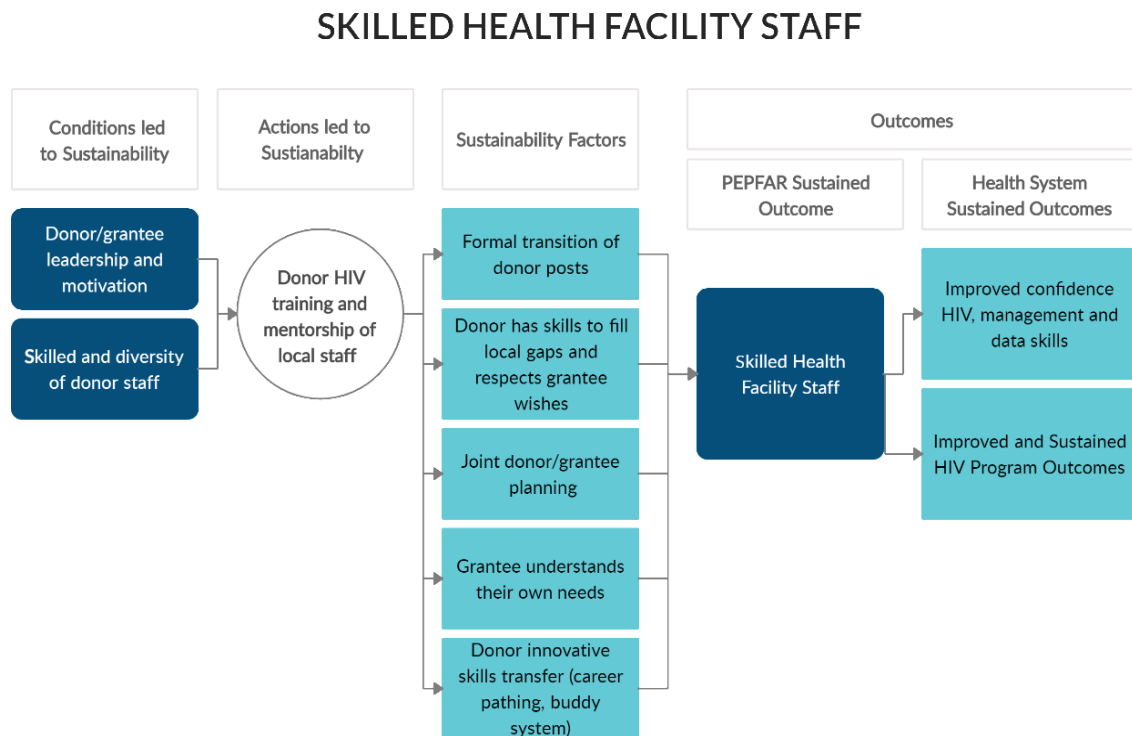 SKILLED HEALTH FACILITY STAFF
Conditions led
to Sustainability
Actions led to
Sustianabilty
Sustainability Factors
Outcomes
PEPFAR Sustained
Outcome
Health System
Sustained Outcomes
Donor/grantee
leadership and
motivation
Skilled and diversity
of donor staff
Donor HIV
training and
mentorship of
local staff
Formal transition of
donor posts
Donor has skills to fill
local gaps and
respects grantee
wishes
Joint donor/grantee
planning
Grantee understands
their own needs
Donor innovative
skills transfer (career
pathing, buddy
system)
Skilled Health
Facility Staff
Improved confidence
HIV, management and
data skills
Improved and Sustained
HIV Program Outcomes